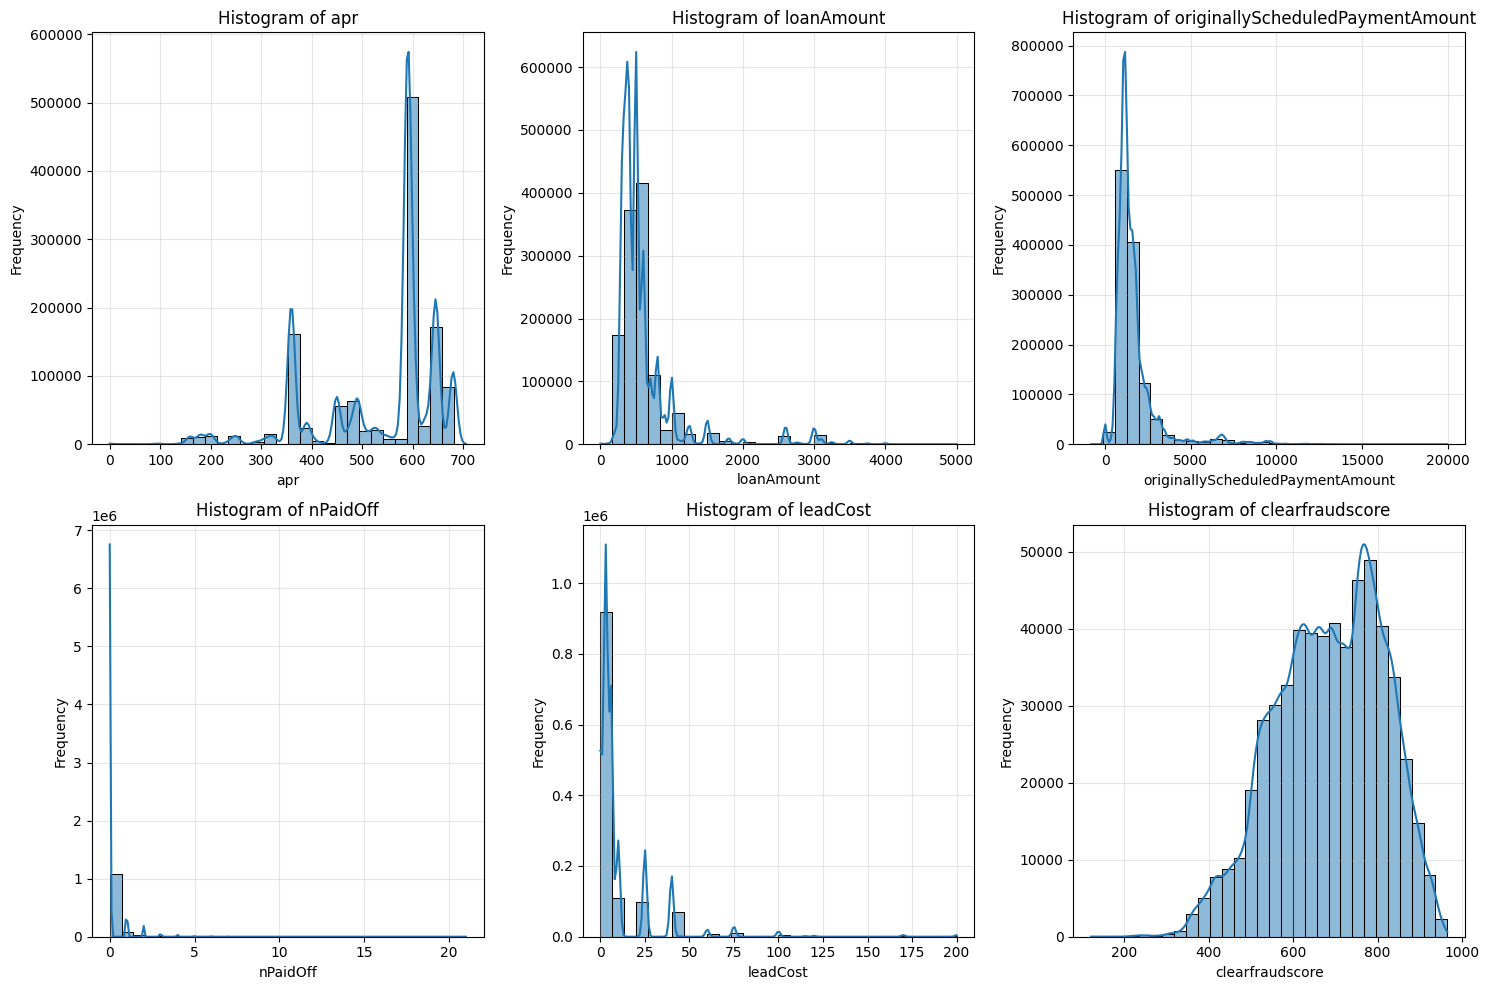 Histogram of apr
600000
500000
400000
300000
200000
100000
0
Frequency
0 100 200 300 400 500 600 700
apr
Histogram of loanAmount
600000
500000
400000
300000
200000
100000
0
Frequency
0 1000 2000 3000 4000 5000
loanAmount
Histogram of originallyScheduledPaymentAmount
800000
700000
600000
500000
400000
300000
200000
100000
0
Frequency
0 5000 10000 15000 20000
originallyScheduledPaymentAmount
Histogram of nPaidOff
1e6
7
6
5
4
3
2
1
0
Frequency
0 5 10 15 20
nPaidOff
Histogram of leadCost
1e6
1.0
0.8
0.6
0.4
0.2
0.0
Frequency
0 25 50 75 100 125 150 175 200
leadCost
Histogram of clearfraudscore
50000
40000
30000
20000
10000
0
Frequency
200 400 600 800 1000
clearfraudscore